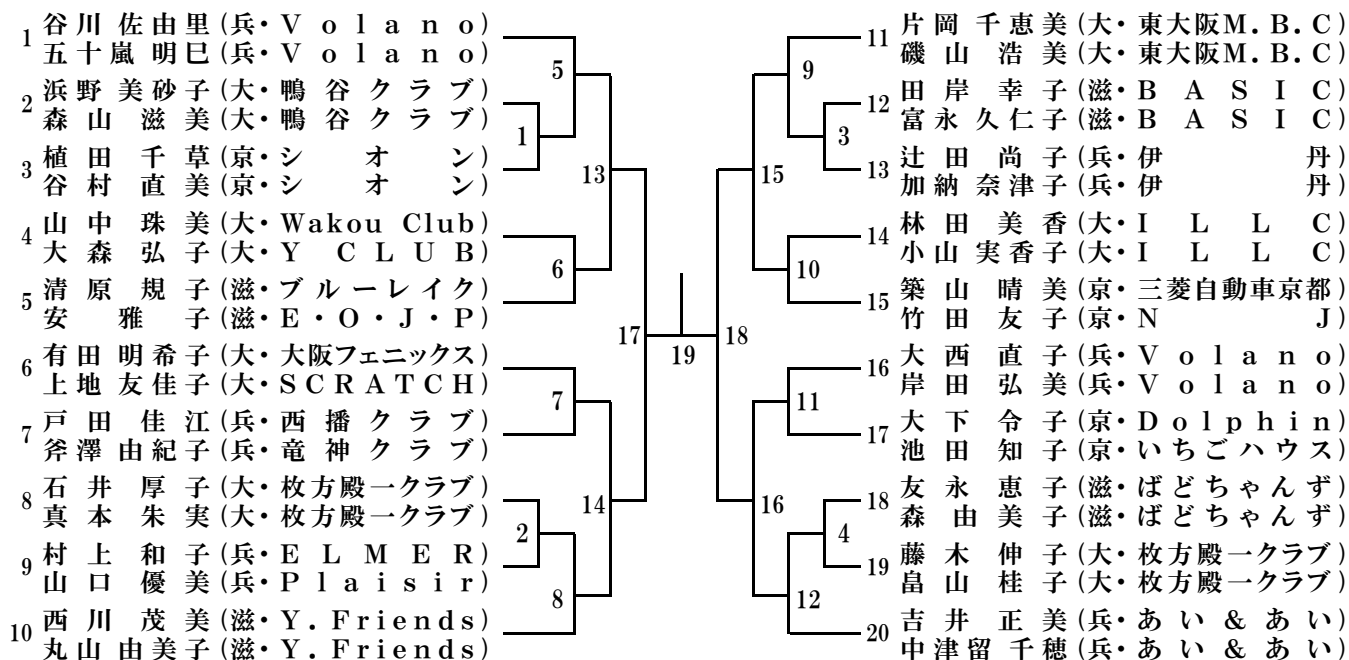 1 谷川 佐由里(兵・Volano)
五十嵐 明巳(兵・Volano)
2 浜野 美砂子(大・鴨谷クラブ)
森山 滋美(大・鴨谷クラブ)
3 植田 千草(京・シオン)
谷村 直美(京・シオン)
4 山中 珠美(大・Wakou Club)
大森 弘子(大・Y CLUB)
5 清原 規子(滋・ブルーレイク)
安 雅子(滋・E・O・J・P)
6 有田 明希子(大・大阪フェニックス)
上地 友佳子(大・SCRATCH)
7 戸田 佳江(兵・西播クラブ)
斧澤 由紀子(兵・竜神クラブ)
8 石井 厚子(大・枚方殿一クラブ)
真本 朱実(大・枚方殿一クラブ)
9 村上 和子(兵・ELMER)
山口 優美(兵・Plaisir)
10 西川 茂美(滋・Y.Friends)
丸山 由美子(滋・Y.Friends)
5
1
13
6
17
7
14
2
8
19
9
3
15
10
18
11
16
4
12
11 片岡 千恵美(大・東大阪M.B.C)
磯山 浩美(大・東大阪M.B.C)
12 田岸 幸子(滋・BASIC)
富永 久仁子(滋・BASIC)
13 辻田 尚子(兵・伊丹)
加納 奈津子(兵・伊丹)
14 林田 美香(大・ILLC)
小山 実香子(大・ILLC)
15 築山 晴美(京・三菱自動車京都)
竹田 友子(京・NJ)
16 大西 直子(兵・Volano)
岸田 弘美(兵・Volano)
17 大下 令子(京・Dolphin)
池田 知子(京・いちごハウス)
18 友永 恵子(滋・ばどちゃんず)
森 由美子(滋・ばどちゃんず)
19 藤木 伸子(大・枚方殿一クラブ)
畠山 桂子(大・枚方殿一クラブ)
20 吉井 正美(兵・あい&あい)
中津留 千穂(兵・あい&あい)